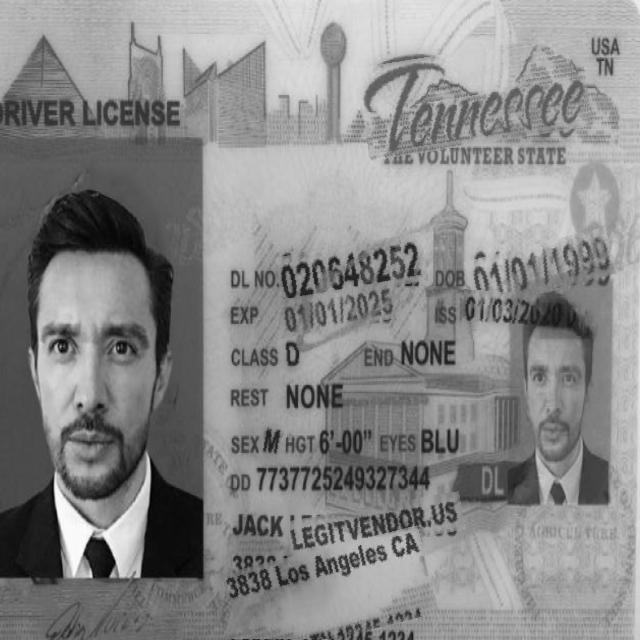 USA
TN
DRIVER LICENSE
Tennessee
THE VOLUNTEER STATE
DL NO. 020648252 DOB 01/01/1999
EXP 01/01/2025 ISS 01/03/2020
CLASS D END NONE
REST NONE
SEX M HGT 6'-00" EYES BLU
DD 7737725249327344
DL
JACK LEGITVENDOR.US
3838 Los Angeles CA
AGRICULTURE